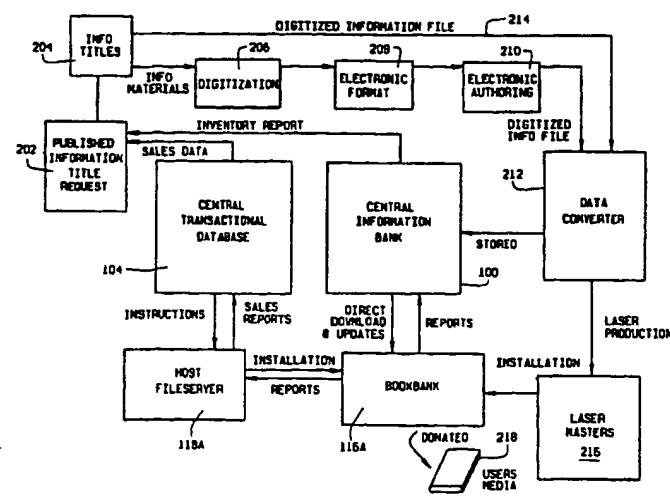 DIGITIZED INFORMATION FILE
214
INFO
TITLES
204
INFO
MATERIALS
206
DIGITIZATION
208
ELECTRONIC
FORMAT
210
ELECTRONIC
AUTHORING
DIGITIZED
INFO FILE
INVENTORY REPORT
SALES DATA
202
PUBLISHED
INFORMATION
TITLE
REQUEST
212
DATA
CONVERTER
CENTRAL
TRANSACTIONAL
DATABASE
104
CENTRAL
INFORMATION
BANK
100
STORED
INSTRUCTIONS
SALES
REPORTS
DIRECT
DOWNLOAD
& UPDATES
REPORTS
LASER
PRODUCTION
HOST
FILESERVER
118A
INSTALLATION
REPORTS
BOOKBANK
116A
INSTALLATION
LASER
MASTERS
216
DONATED
218
USERS
MEDIA